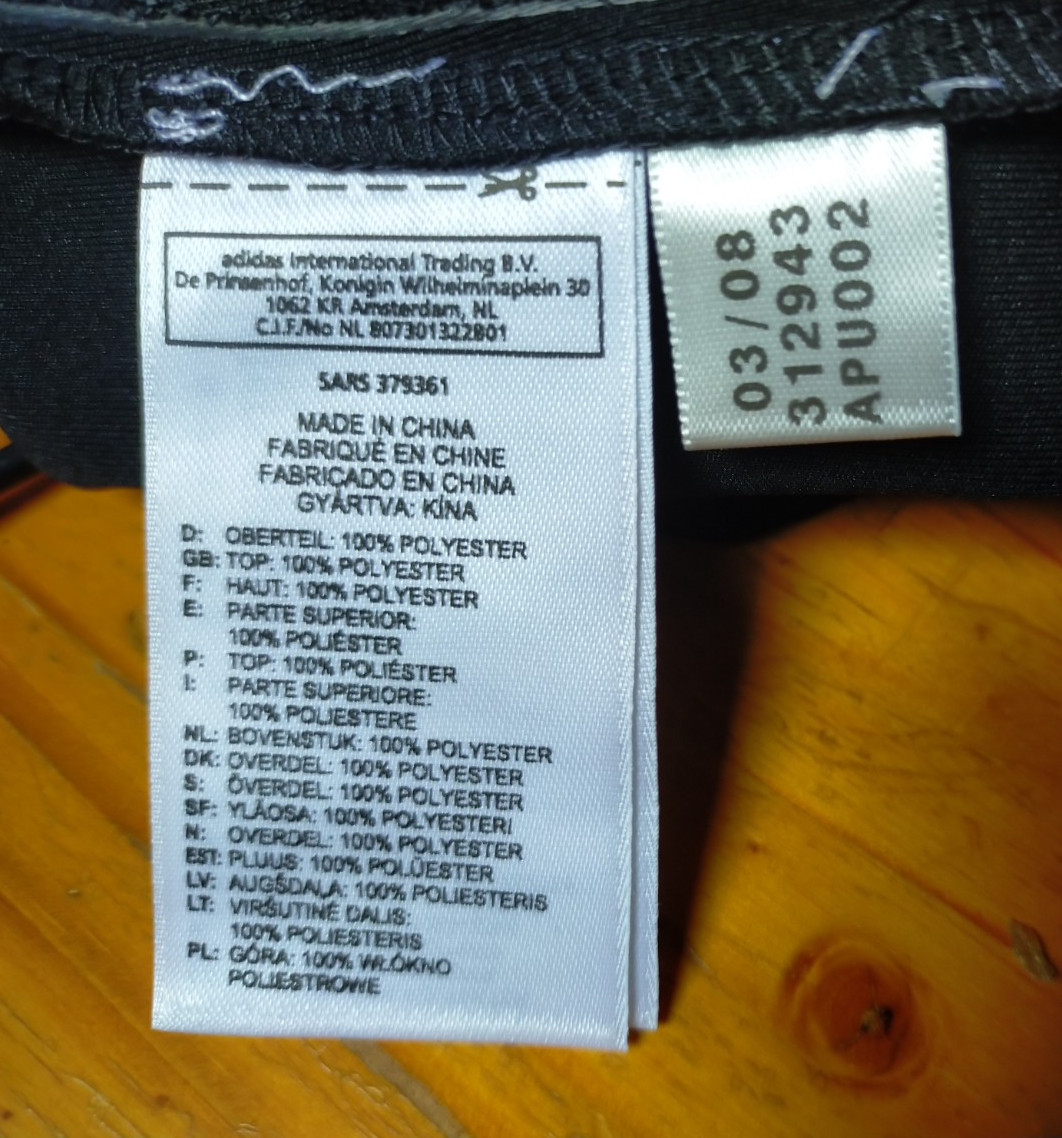 adidas International Trading B.V.
De Prinsenhof, Konigin Wilhelminaplein 30
1062 KR Amsterdam, NL
C.I.F./No NL 807301322B01
SARS 379361
MADE IN CHINA
FABRIQUÉ EN CHINE
FABRICADO EN CHINA
GYÁRTVA: KÍNA
D: OBERTEIL: 100% POLYESTER
GB: TOP: 100% POLYESTER
F: HAUT: 100% POLYESTER
E: PARTE SUPERIOR:
100% POLIÉSTER
P: TOP: 100% POLIÉSTER
I: PARTE SUPERIORE:
100% POLIESTERE
NL: BOVENSTUK: 100% POLYESTER
DK: OVERDEL: 100% POLYESTER
S: ÖVERDEL: 100% POLYESTER
SF: YLÄOSA: 100% POLYESTERI
N: OVERDEL: 100% POLYESTER
EST: PLUUS: 100% POLÜESTER
LV: AUGŠDAĻA: 100% POLIESTERIS
LT: VIRŠUTINĖ DALIS:
100% POLIESTERIS
PL: GÓRA: 100% WŁÓKNO
POLIESTROWE
03/08
312943
APU002